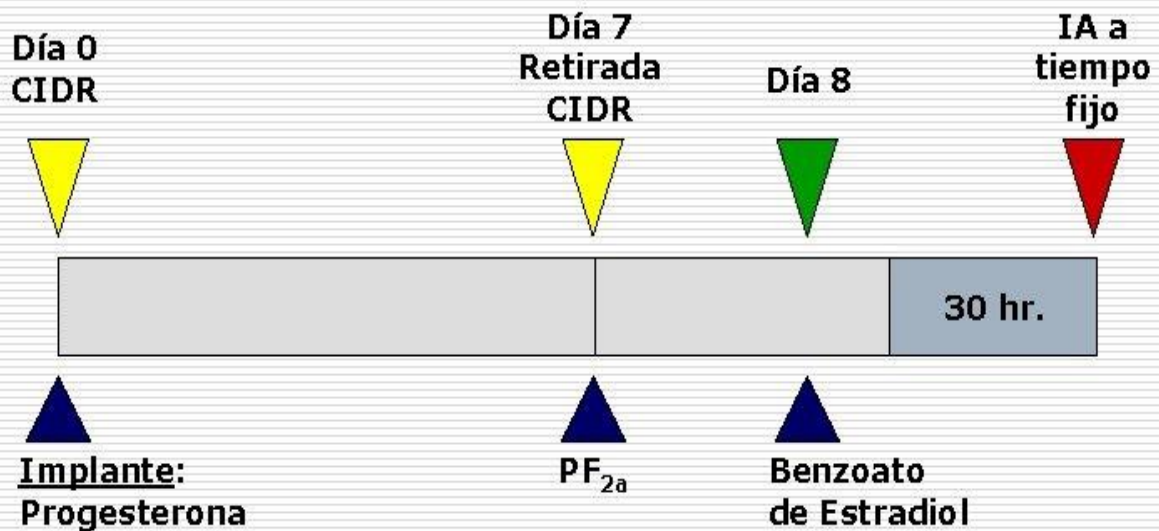 Día 0
CIDR
Día 7
Retirada
CIDR
Día 8
IA a
tiempo
fijo
30 hr.
Implante:
Progesterona
PF2a
Benzoato
de Estradiol